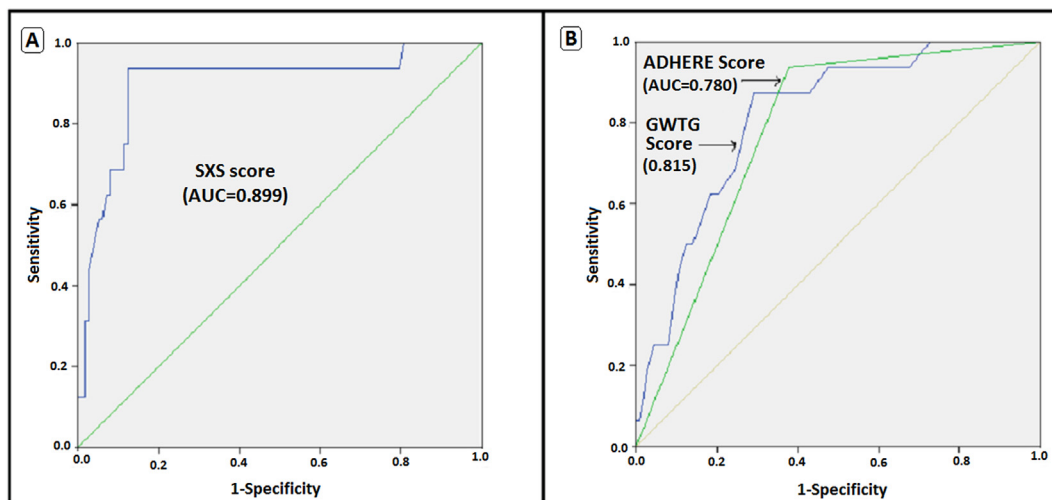 A
1.0
0.8
0.6
0.4
0.2
0.0
Sensitivity
SXS score
(AUC=0.899)
0.0 0.2 0.4 0.6 0.8 1.0
1-Specificity
B
1.0
0.8
0.6
0.4
0.2
0.0
Sensitivity
ADHERE Score
(AUC=0.780)
GWTG
Score
(0.815)
0.0 0.2 0.4 0.6 0.8 1.0
1-Specificity